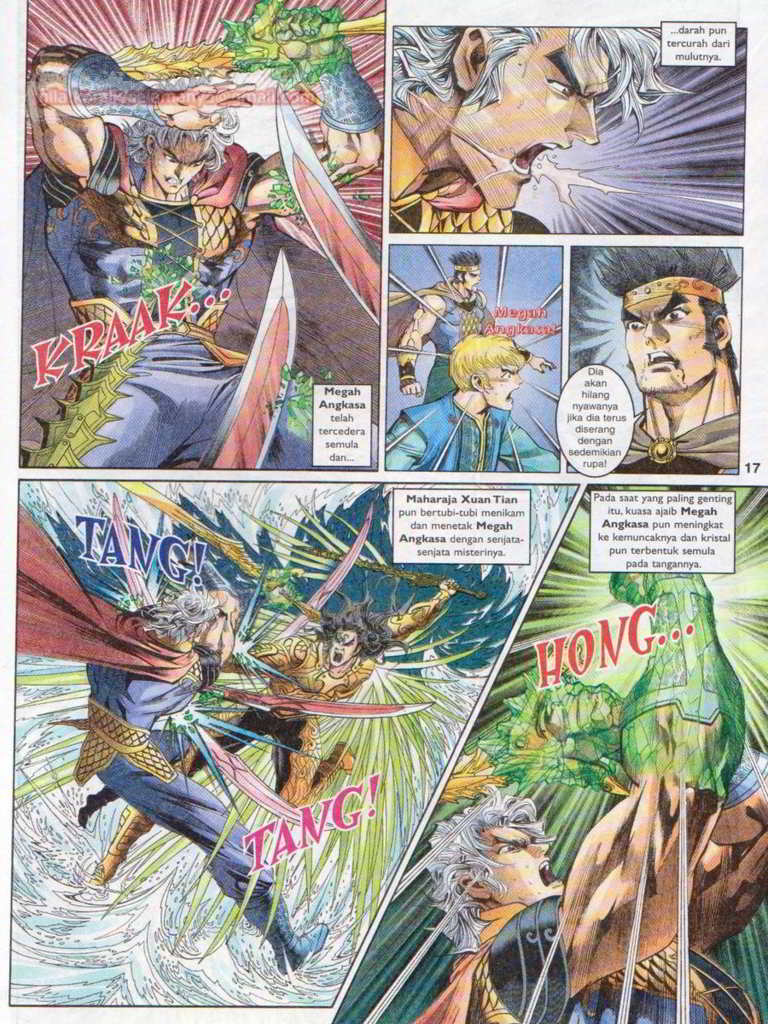 KRAAK...
Megah
Angkasa
telah
tercedera
semula
dan...
...darah pun
tercurah dari
mulutnya.
Megah
Angkasa!
Dia
akan
hilang
nyawanya
jika dia terus
diserang
dengan
sedemikian
rupa!
17
Maharaja Xuan Tian
pun bertubi-tubi menikam
dan menetak Megah
Angkasa dengan senjata-
senjata misterinya.
TANG!
TANG!
Pada saat yang paling genting
itu, kuasa ajaib Megah
Angkasa pun meningkat
ke kemuncaknya dan kristal
pun terbentuk semula
pada tangannya.
HONG...